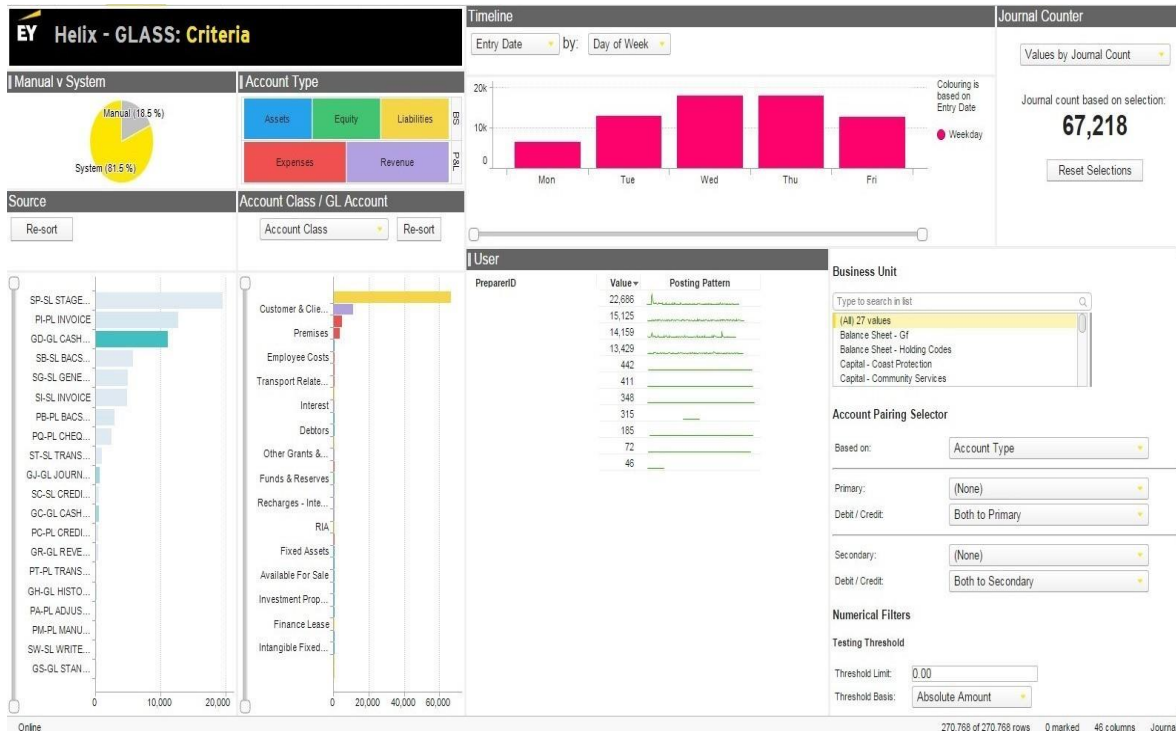 EY Helix - GLASS: Criteria
Manual v System
Manual (18.5 %)
System (81.5 %)
Account Type
Assets
Equity
Liabilities
BS
Expenses
Revenue
P&L
Source
Re-sort
SP-SL STAGE...
PI-PL INVOICE
GD-GL CASH...
SB-SL BACS...
SG-SL GENE...
SI-SL INVOICE
PB-PL BACS...
PQ-PL CHEQ...
ST-SL TRANS...
GJ-GL JOURN...
SC-SL CREDI...
GC-GL CASH...
PC-PL CREDI...
GR-GL REVE...
PT-PL TRANS...
GH-GL HISTO...
PA-PL ADJUS...
PM-PL MANU...
SW-SL WRITE...
GS-GL STAN...
0 10,000 20,000
Account Class / GL Account
Account Class
Re-sort
Customer & Clie...
Premises
Employee Costs
Transport Relate...
Interest
Debtors
Other Grants &...
Funds & Reserves
Recharges - Inte...
RIA
Fixed Assets
Available For Sale
Investment Prop...
Finance Lease
Intangible Fixed...
0 20,000 40,000 60,000
Timeline
Entry Date by: Day of Week
20k
10k
0
Mon Tue Wed Thu Fri
Colouring is
based on
Entry Date
Weekday
Journal Counter
Values by Journal Count
Journal count based on selection:
67,218
Reset Selections
User
PreparerID Value Posting Pattern
22,686
15,125
14,159
13,429
442
411
348
315
185
72
46
Business Unit
Type to search in list
(All) 27 values
Balance Sheet - Gf
Balance Sheet - Holding Codes
Capital - Coast Protection
Capital - Community Services
Account Pairing Selector
Based on: Account Type
Primary: (None)
Debit / Credit: Both to Primary
Secondary: (None)
Debit / Credit: Both to Secondary
Numerical Filters
Testing Threshold
Threshold Limit: 0.00
Threshold Basis: Absolute Amount
Online
270,768 of 270,768 rows 0 marked 46 columns Journa